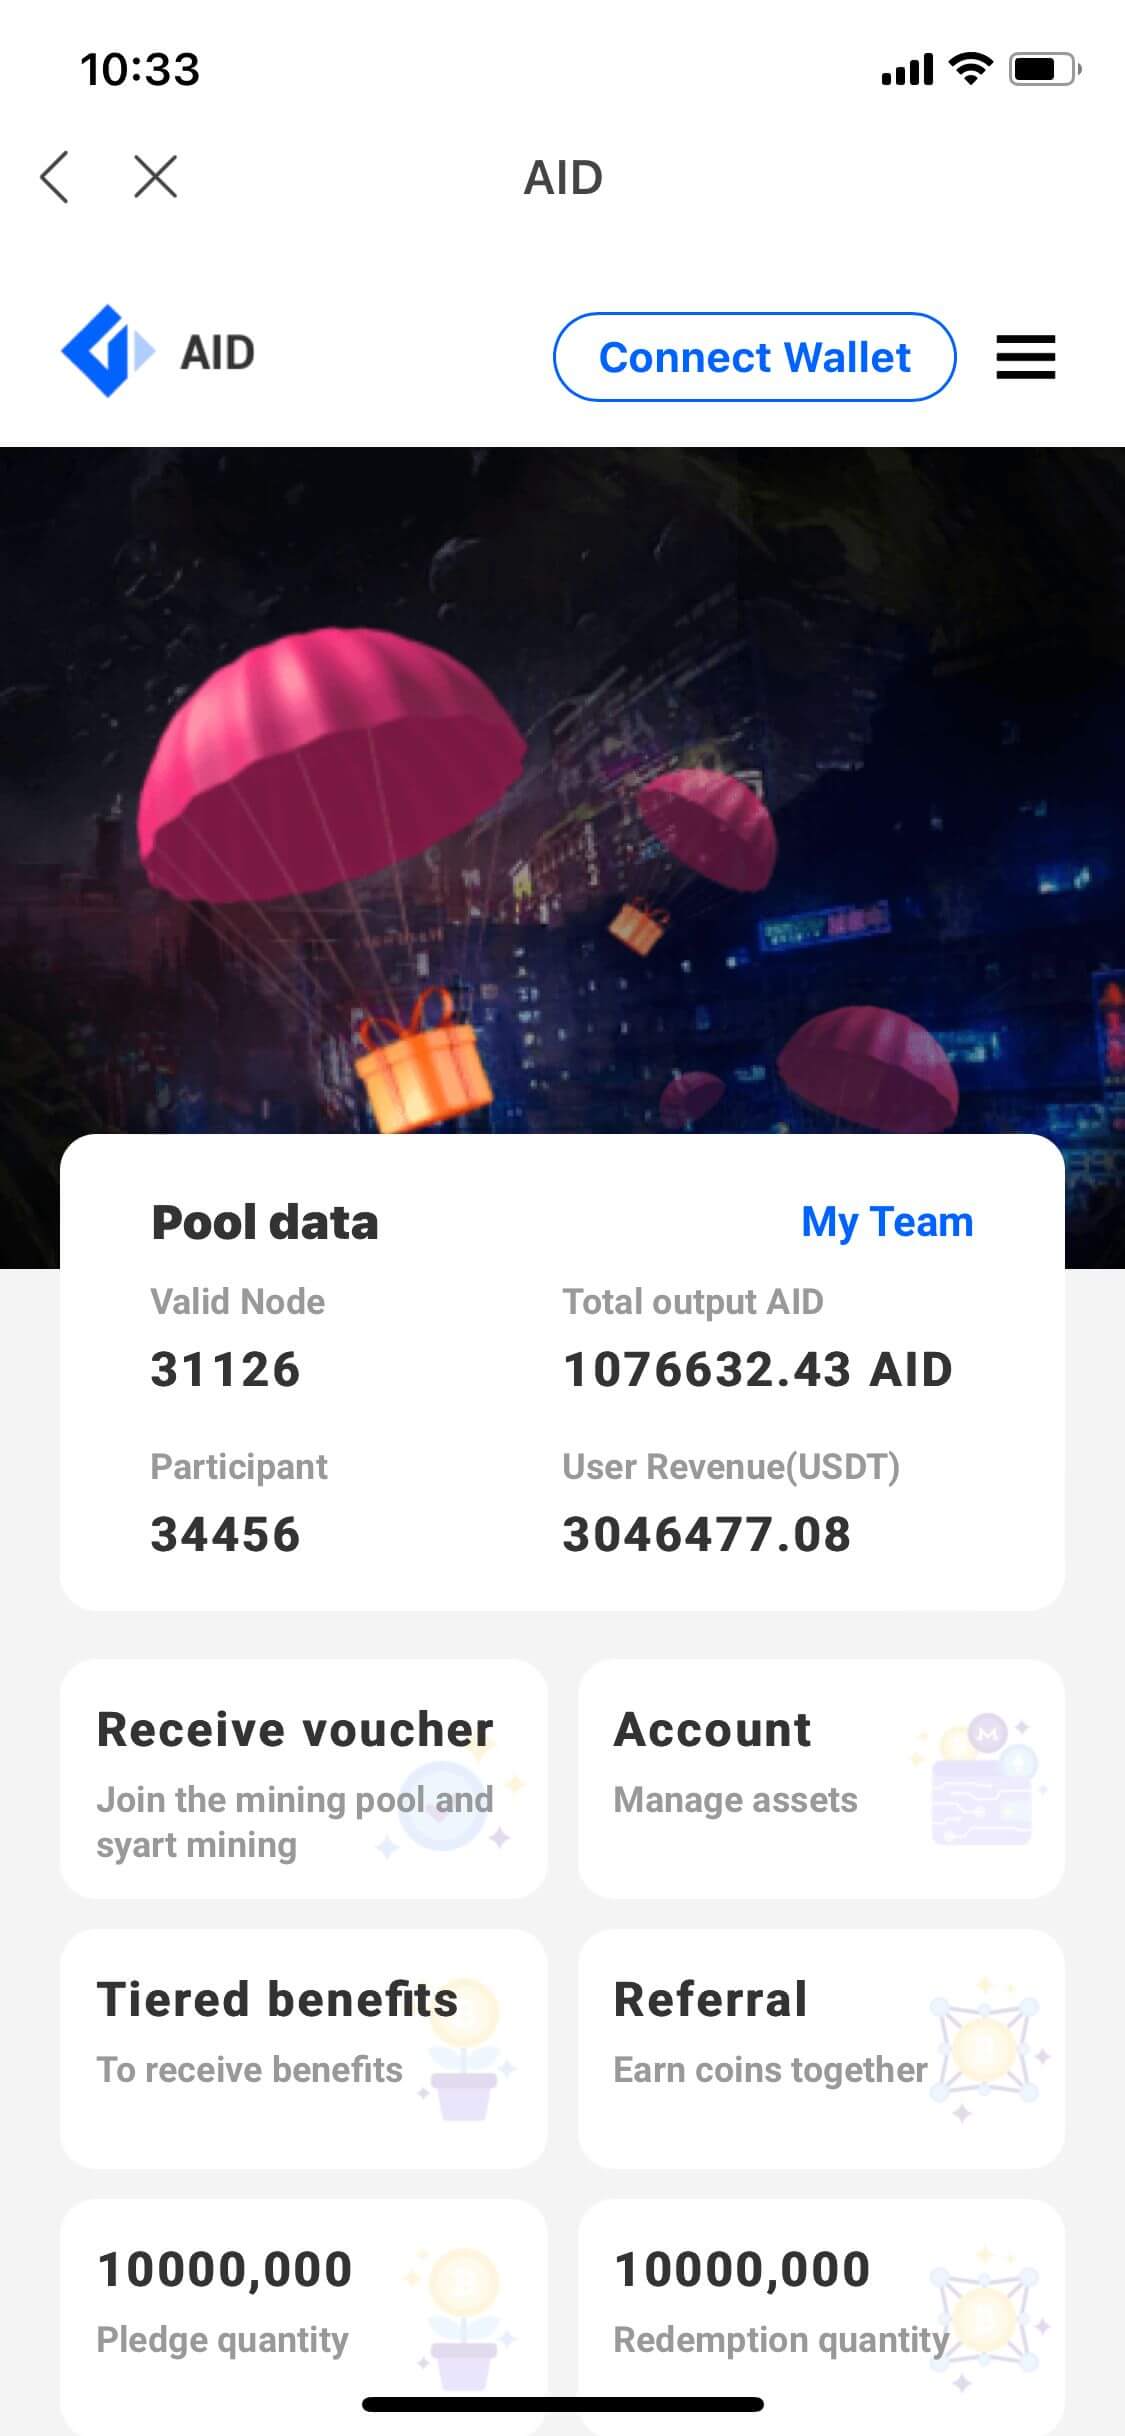 10:33
AID
AID
Connect Wallet
Pool data
My Team
Valid Node
Total output AID
31126
1076632.43 AID
Participant
User Revenue(USDT)
34456
3046477.08
Receive voucher
Join the mining pool and
syart mining
Account
Manage assets
Tiered benefits
To receive benefits
Referral
Earn coins together
10000,000
Pledge quantity
10000,000
Redemption quantity